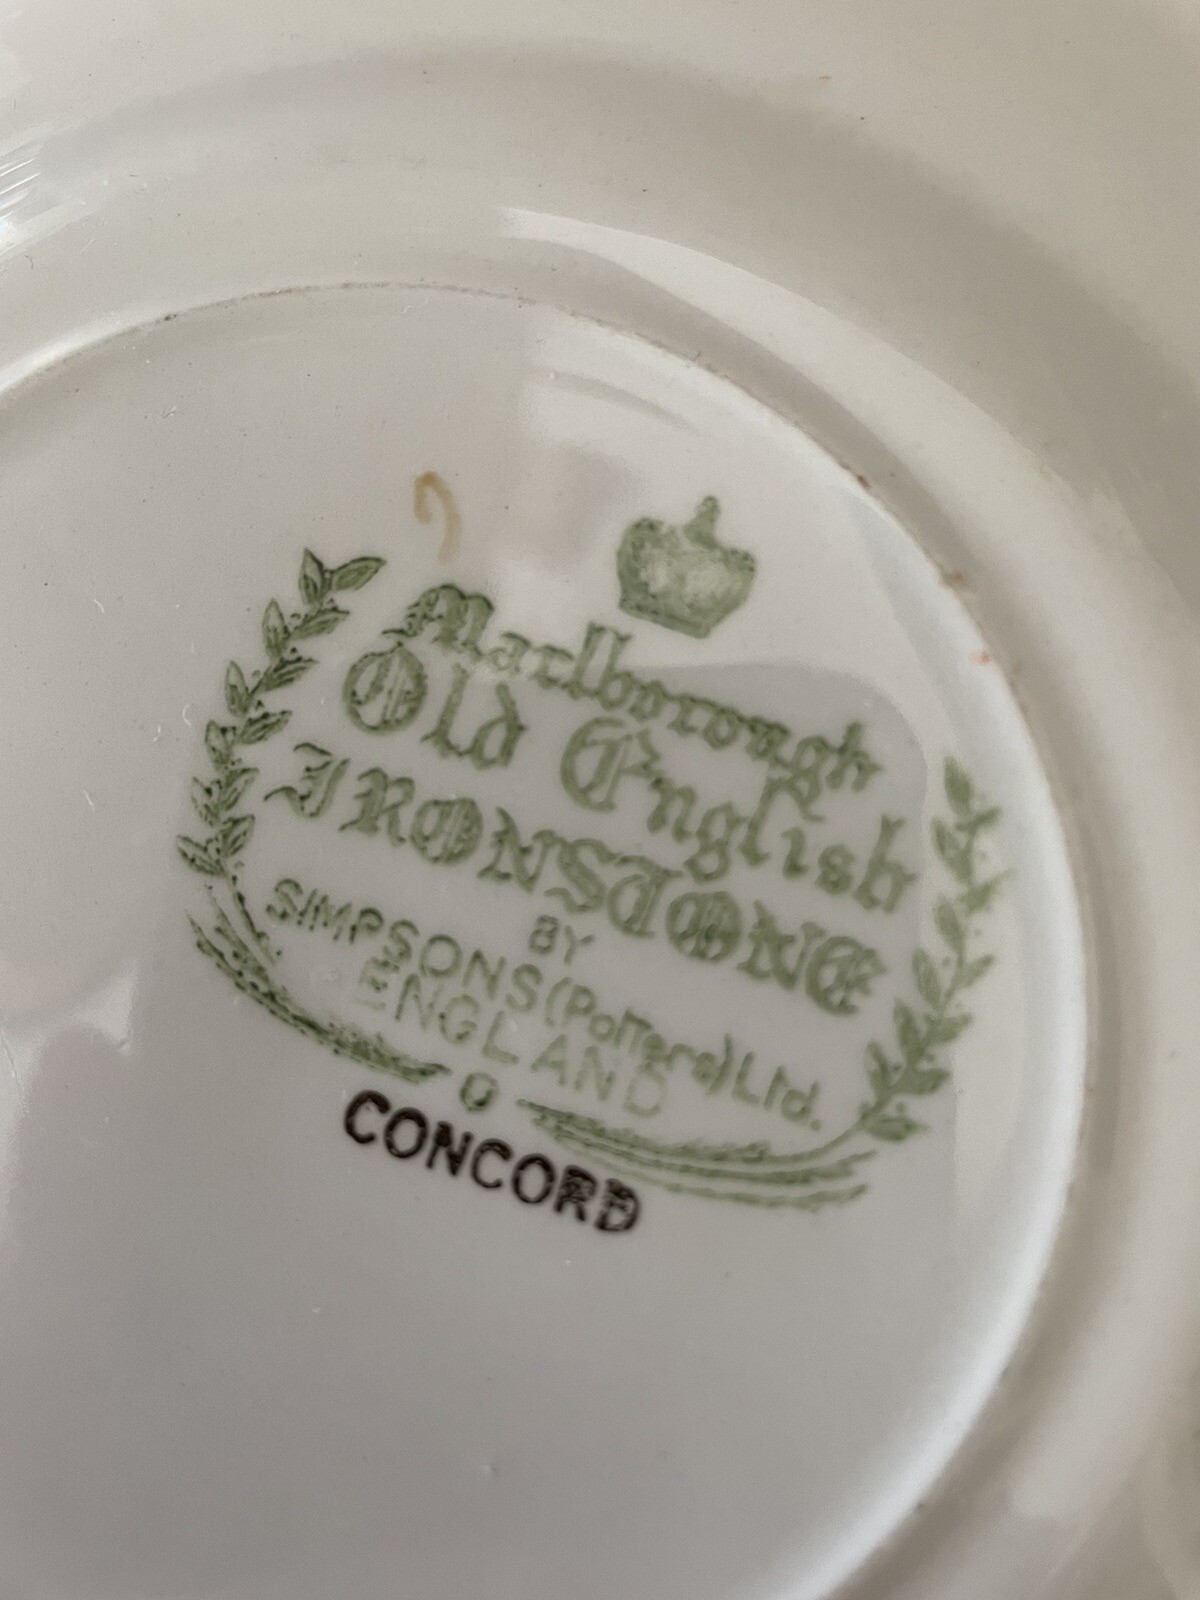 Marlborough
Old English
IRONSTONE
BY
SIMPSONS (Potters) Ltd.
ENGLAND
CONCORD